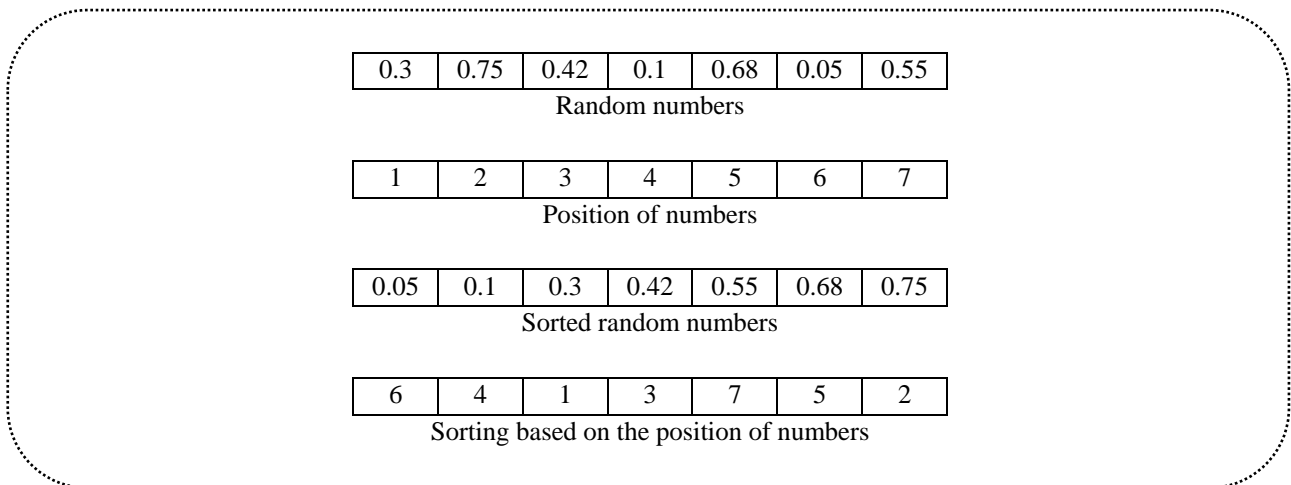 0.3 0.75 0.42 0.1 0.68 0.05 0.55
Random numbers
1 2 3 4 5 6 7
Position of numbers
0.05 0.1 0.3 0.42 0.55 0.68 0.75
Sorted random numbers
6 4 1 3 7 5 2
Sorting based on the position of numbers